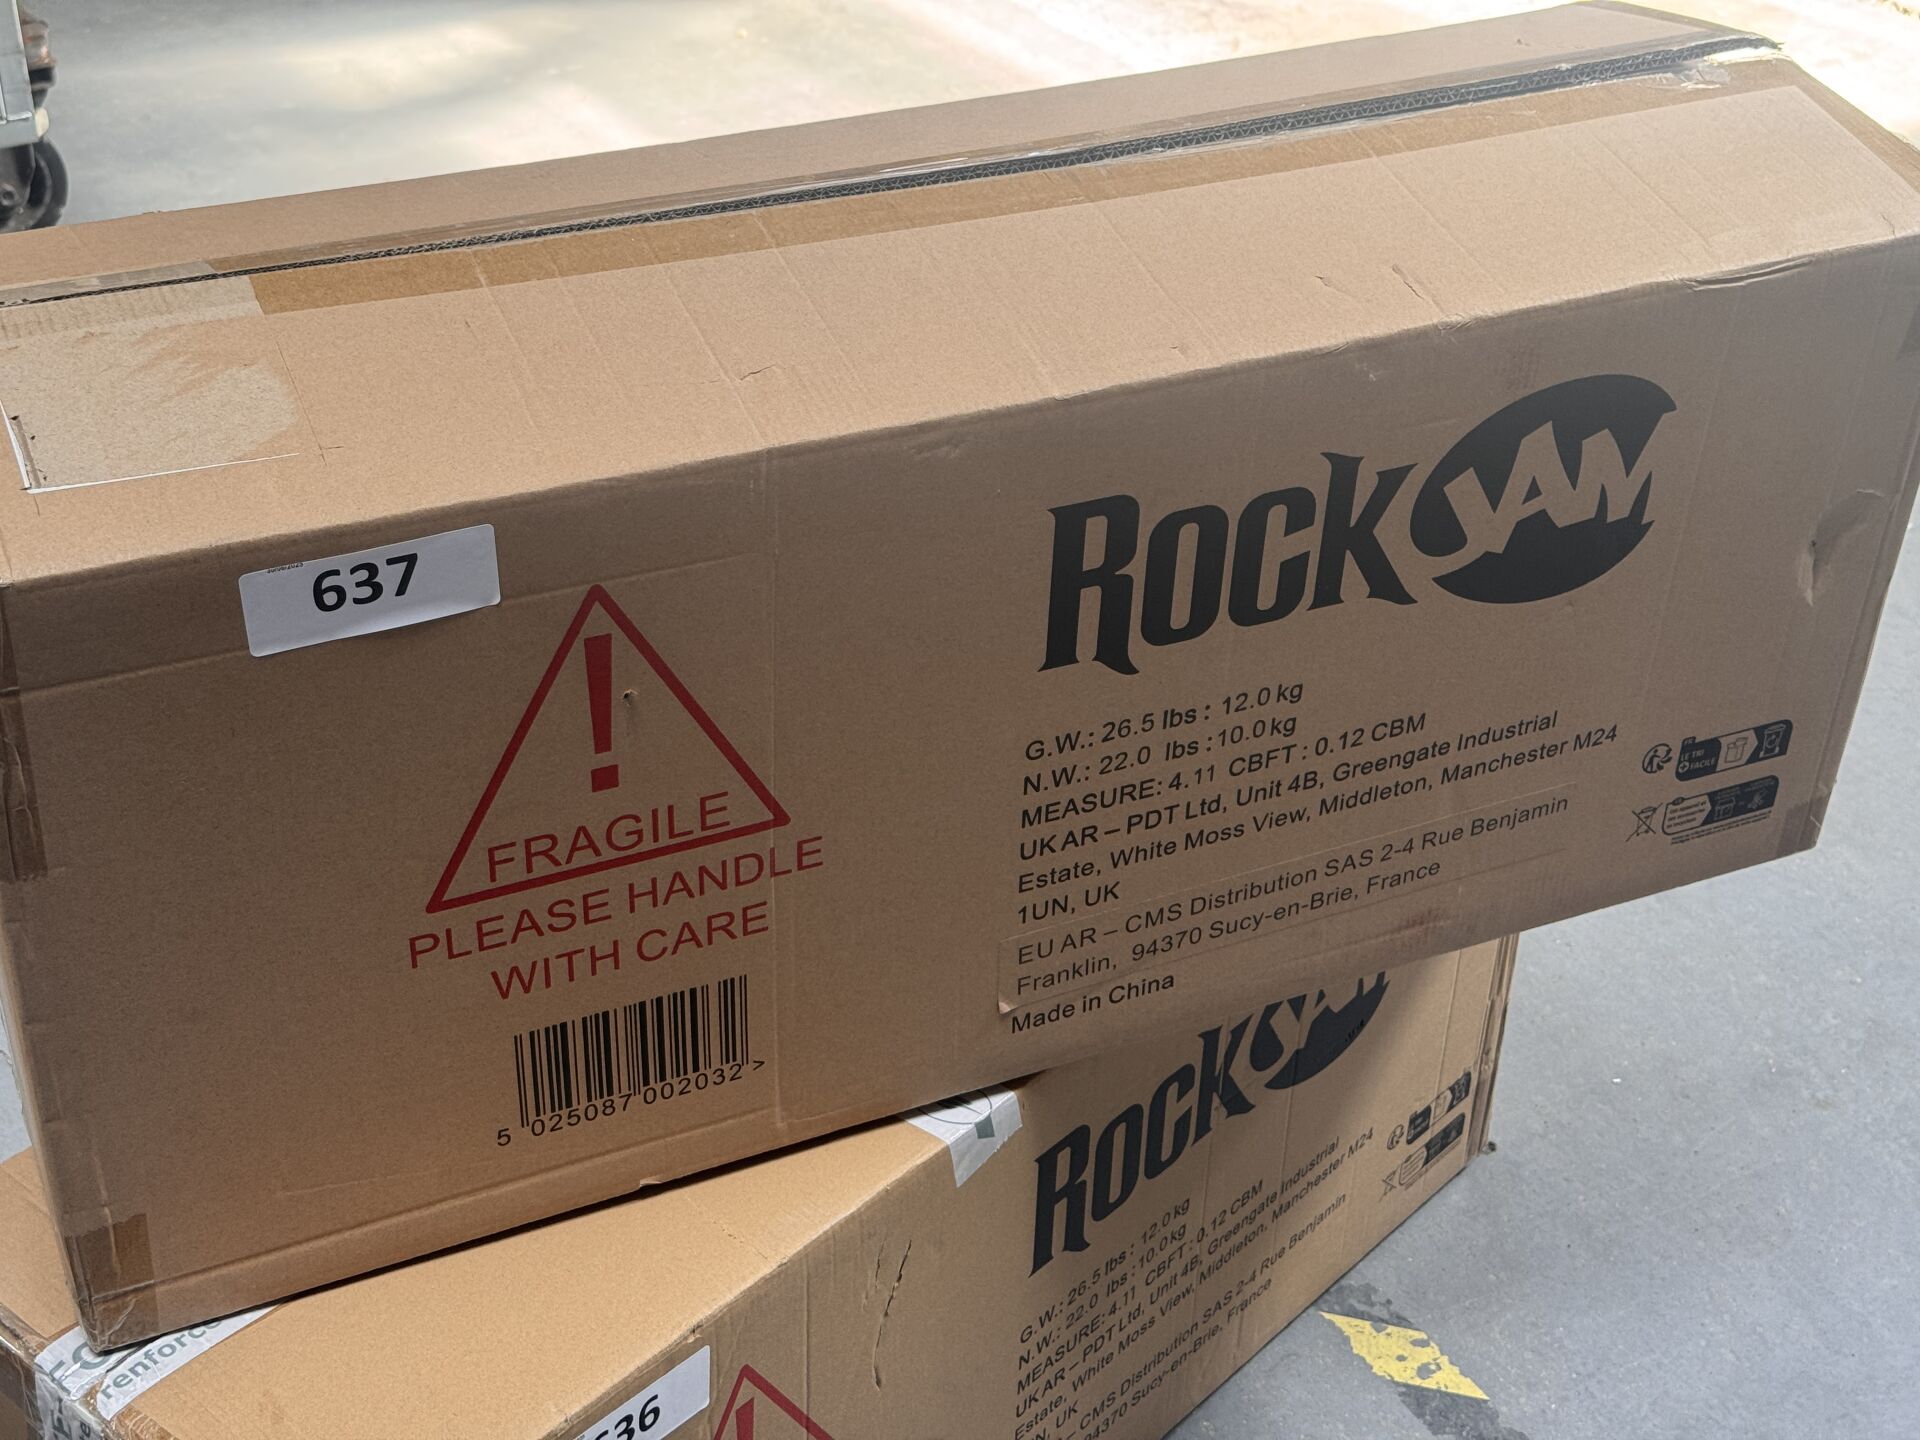 637
FRAGILE
PLEASE HANDLE
WITH CARE
5 025087 002032 >
ROCKJAM
G.W.: 26.5 lbs : 12.0 kg
N.W.: 22.0 lbs : 10.0 kg
MEASURE: 4.11 CBFT : 0.12 CBM
UK AR – PDT Ltd, Unit 4B, Greengate Industrial
Estate, White Moss View, Middleton, Manchester M24
1UN, UK
EU AR – CMS Distribution SAS 2-4 Rue Benjamin
Franklin, 94370 Sucy-en-Brie, France
Made in China
FR
LE TRI
+ FACILE
ROCKJAM
G.W.: 26.5 lbs : 12.0 kg
N.W.: 22.0 lbs : 10.0 kg
MEASURE: 4.11 CBFT : 0.12 CBM
UK AR – PDT Ltd, Unit 4B, Greengate Industrial
Estate, White Moss View, Middleton, Manchester M24
UK
CMS Distribution SAS 2-4 Rue Benjamin
94370 Sucy-en-Brie, France
36